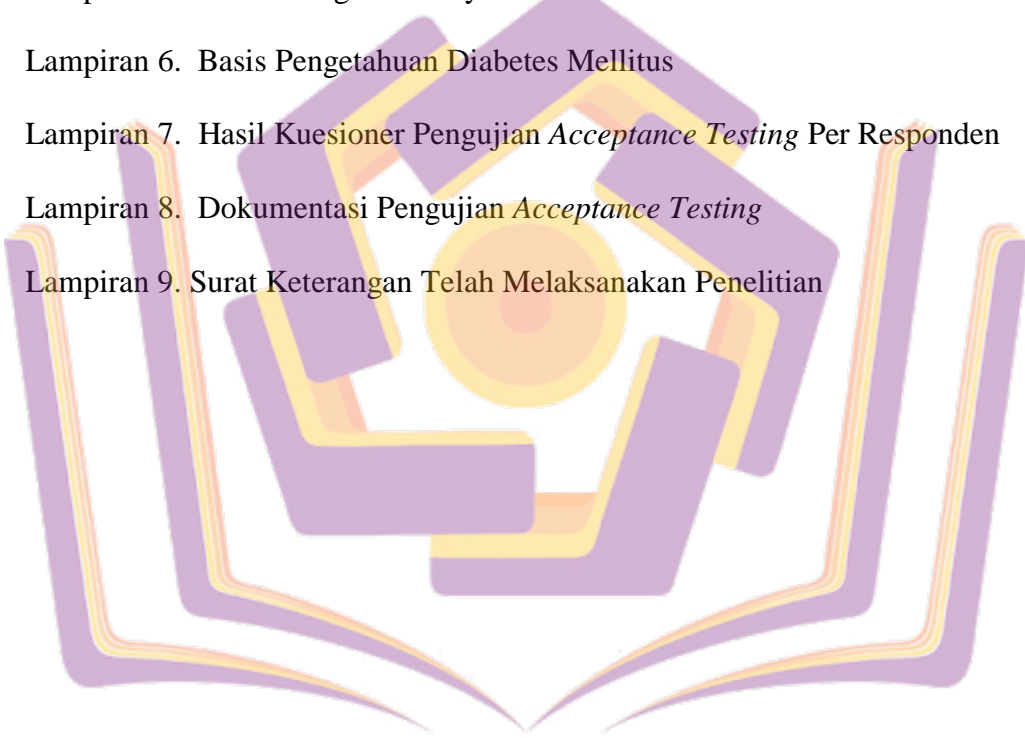 Lampiran 6. Basis Pengetahuan Diabetes Mellitus
Lampiran 7. Hasil Kuesioner Pengujian Acceptance Testing Per Responden
Lampiran 8. Dokumentasi Pengujian Acceptance Testing
Lampiran 9. Surat Keterangan Telah Melaksanakan Penelitian